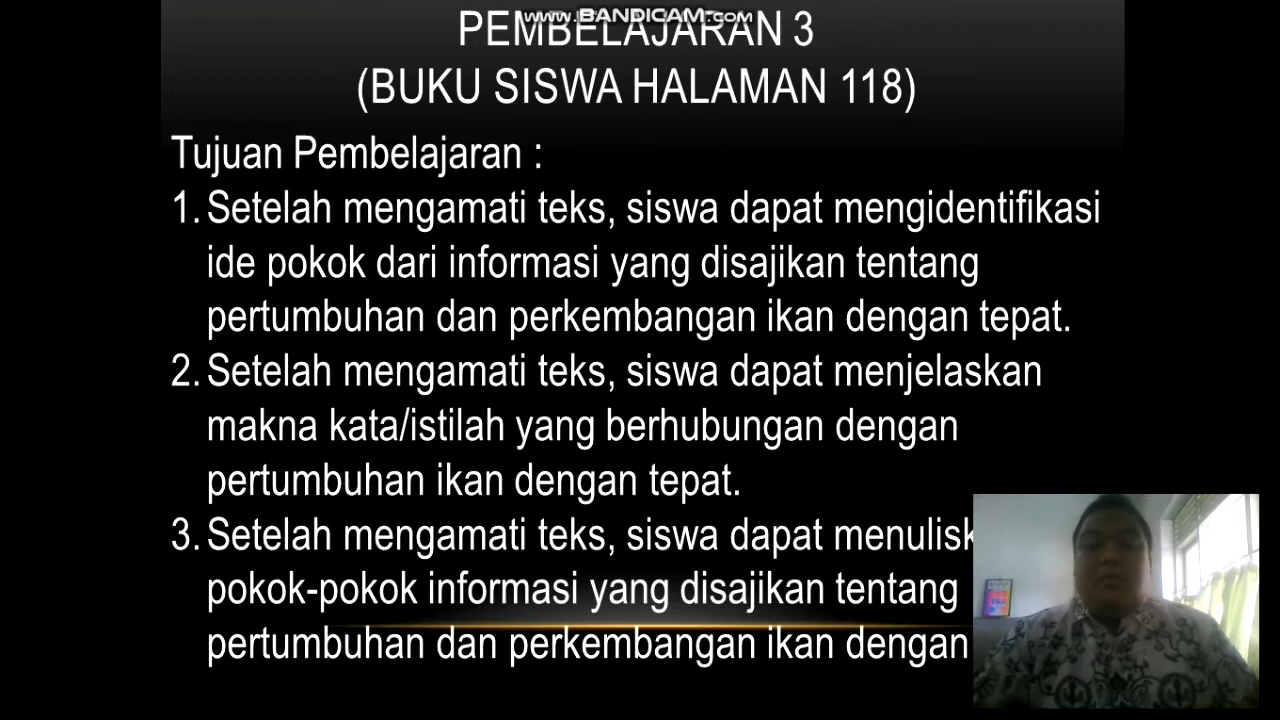 www.BANDICAM.com
PEMBELAJARAN 3
(BUKU SISWA HALAMAN 118)
Tujuan Pembelajaran :
1. Setelah mengamati teks, siswa dapat mengidentifikasi
ide pokok dari informasi yang disajikan tentang
pertumbuhan dan perkembangan ikan dengan tepat.
2. Setelah mengamati teks, siswa dapat menjelaskan
makna kata/istilah yang berhubungan dengan
pertumbuhan ikan dengan tepat.
3. Setelah mengamati teks, siswa dapat
pokok-pokok informasi yang disajikan tentang
pertumbuhan dan perkembangan ikan dengan